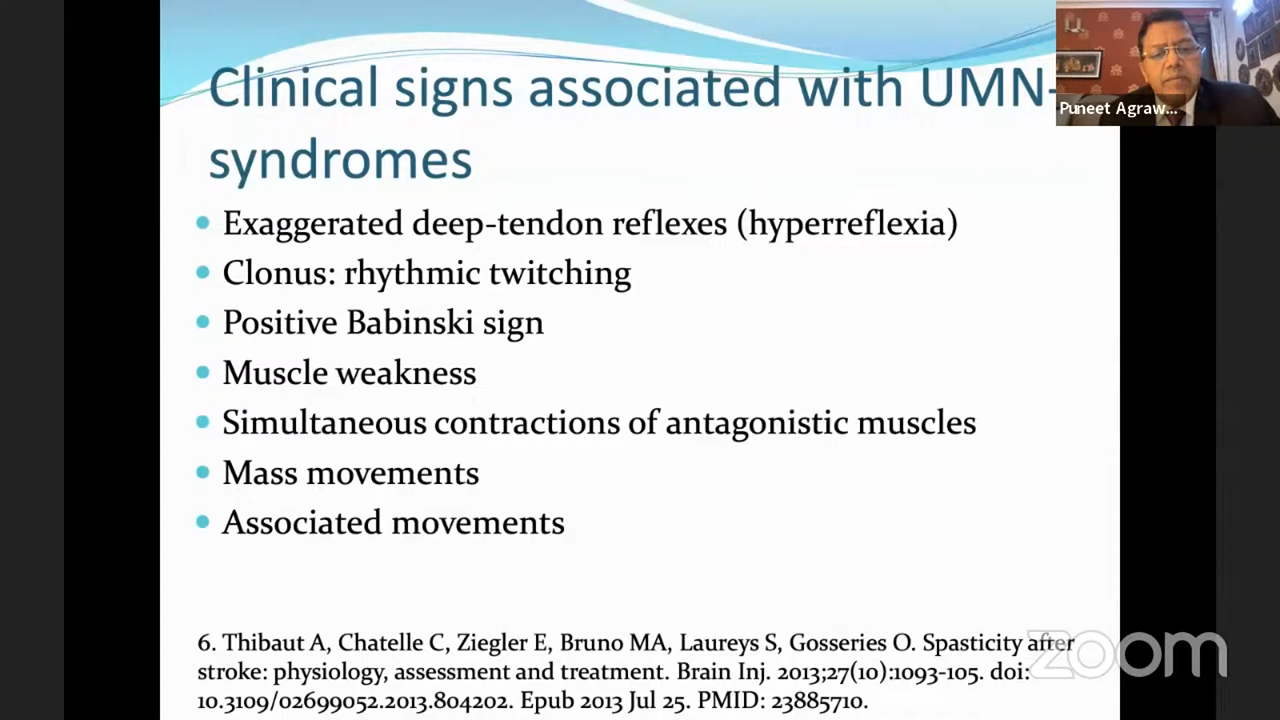 Clinical signs associated with UMN-
syndromes
Puneet Agraw...
• Exaggerated deep-tendon reflexes (hyperreflexia)
• Clonus: rhythmic twitching
• Positive Babinski sign
• Muscle weakness
• Simultaneous contractions of antagonistic muscles
• Mass movements
• Associated movements
6. Thibaut A, Chatelle C, Ziegler E, Bruno MA, Laureys S, Gosseries O. Spasticity after
stroke: physiology, assessment and treatment. Brain Inj. 2013;27(10):1093-105. doi:
10.3109/02699052.2013.804202. Epub 2013 Jul 25. PMID: 23885710.
zoom